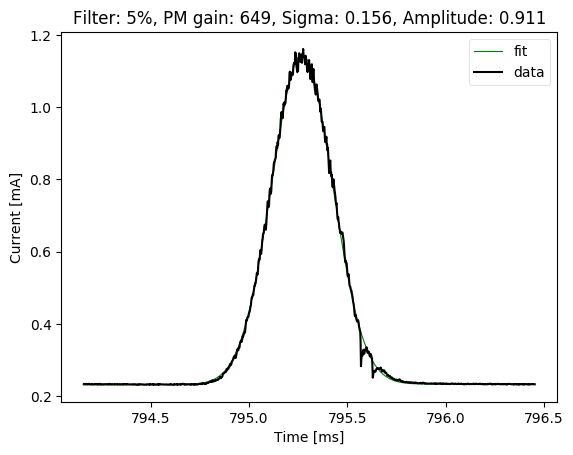 Filter: 5%, PM gain: 649, Sigma: 0.156, Amplitude: 0.911
fit
data
1.2
1.0
0.8
0.6
0.4
0.2
Current [mA]
794.5
795.0
795.5
796.0
796.5
Time [ms]